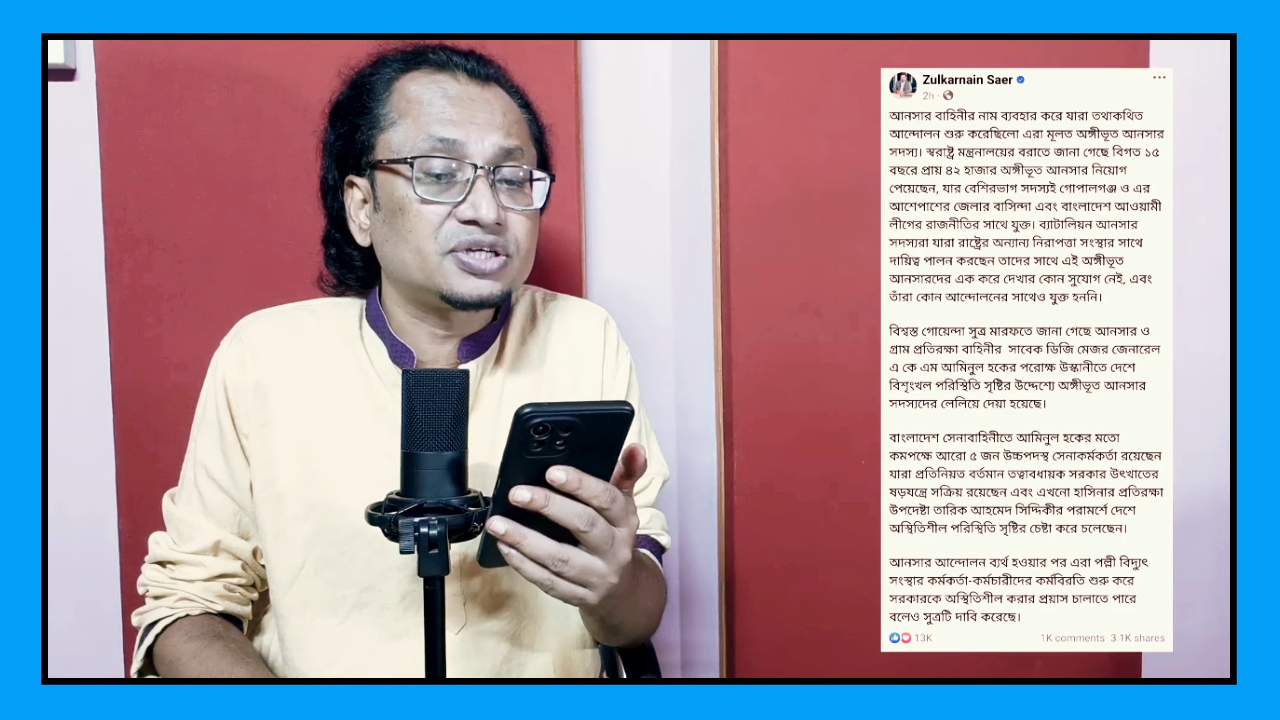 Zulkarnain Saer
2h
আনসার বাহিনীর নাম ব্যবহার করে যারা তথাকথিত
আন্দোলন শুরু করেছিলো এরা মূলত অঙ্গীভূত আনসার
সদস্য। স্বরাষ্ট্র মন্ত্রনালয়ের বরাতে জানা গেছে বিগত ১৫
বছরে প্রায় ৪২ হাজার অঙ্গীভূত আনসার নিয়োগ
পেয়েছেন, যার বেশিরভাগ সদস্যই গোপালগঞ্জ ও এর
আশেপাশের জেলার বাসিন্দা এবং বাংলাদেশ আওয়ামী
লীগের রাজনীতির সাথে যুক্ত। ব্যাটালিয়ন আনসার
সদস্যরা যারা রাষ্ট্রের অন্যান্য নিরাপত্তা সংস্থার সাথে
দায়িত্ব পালন করছেন তাদের সাথে এই অঙ্গীভূত
আনসারদের এক করে দেখার কোন সুযোগ নেই, এবং
তাঁরা কোন আন্দোলনের সাথেও যুক্ত হননি।
বিশ্বস্ত গোয়েন্দা সুত্র মারফতে জানা গেছে আনসার ও
গ্রাম প্রতিরক্ষা বাহিনীর সাবেক ডিজি মেজর জেনারেল
এ কে এম আমিনুল হকের পরোক্ষ উস্কানীতে দেশে
বিশৃংখল পরিস্থিতি সৃষ্টির উদ্দেশ্যে অঙ্গীভূত আনসার
সদস্যদের লেলিয়ে দেয়া হয়েছে।
বাংলাদেশ সেনাবাহিনীতে আমিনুল হকের মতো
কমপক্ষে আরো ৫ জন উচ্চপদস্থ সেনাকর্মকর্তা রয়েছেন
যারা প্রতিনিয়ত বর্তমান তত্বাবধায়ক সরকার উৎখাতের
ষড়যন্ত্রে সক্রিয় রয়েছেন এবং এখনো হাসিনার প্রতিরক্ষা
উপদেষ্টা তারিক আহমেদ সিদ্দিকীর পরামর্শে দেশে
অস্থিতিশীল পরিস্থিতি সৃষ্টির চেষ্টা করে চলেছেন।
আনসার আন্দোলন ব্যর্থ হওয়ার পর এরা পল্লী বিদ্যুৎ
সংস্থার কর্মকর্তা-কর্মচারীদের কর্মবিরতি শুরু করে
সরকারকে অস্থিতিশীল করার প্রয়াস চালাতে পারে
বলেও সুত্রটি দাবি করেছে।
13K 1K comments 3.1K shares